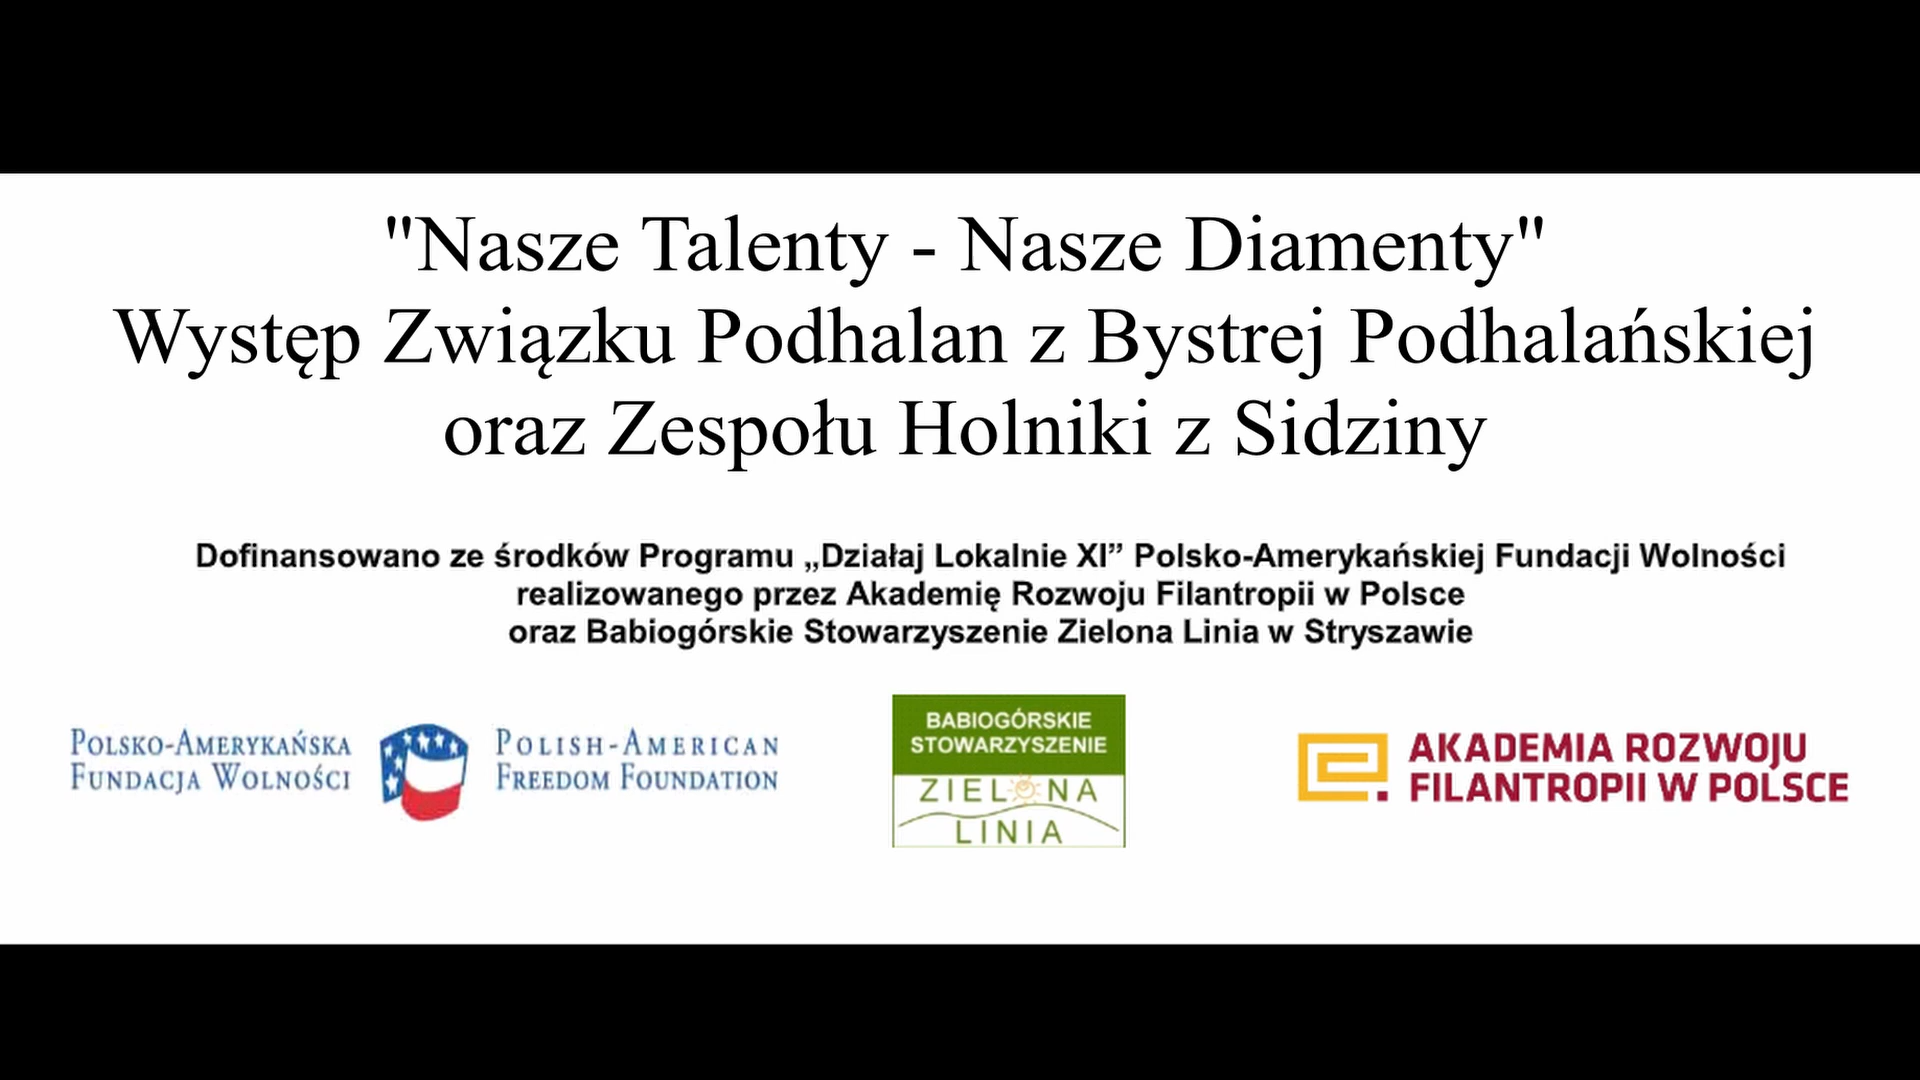 "Nasze Talenty - Nasze Diamenty"
Występ Związku Podhalan z Bystrej Podhalańskiej
oraz Zespołu Holniki z Sidziny
Dofinansowano ze środków Programu „Działaj Lokalnie XI” Polsko-Amerykańskiej Fundacji Wolności
realizowanego przez Akademię Rozwoju Filantropii w Polsce
oraz Babiogórskie Stowarzyszenie Zielona Linia w Stryszawie
POLSKO-AMERYKAŃSKA
FUNDACJA WOLNOŚCI
POLISH-AMERICAN
FREEDOM FOUNDATION
BABIOGÓRSKIE
STOWARZYSZENIE
ZIELONA
LINIA
AKADEMIA ROZWOJU
FILANTROPII W POLSCE